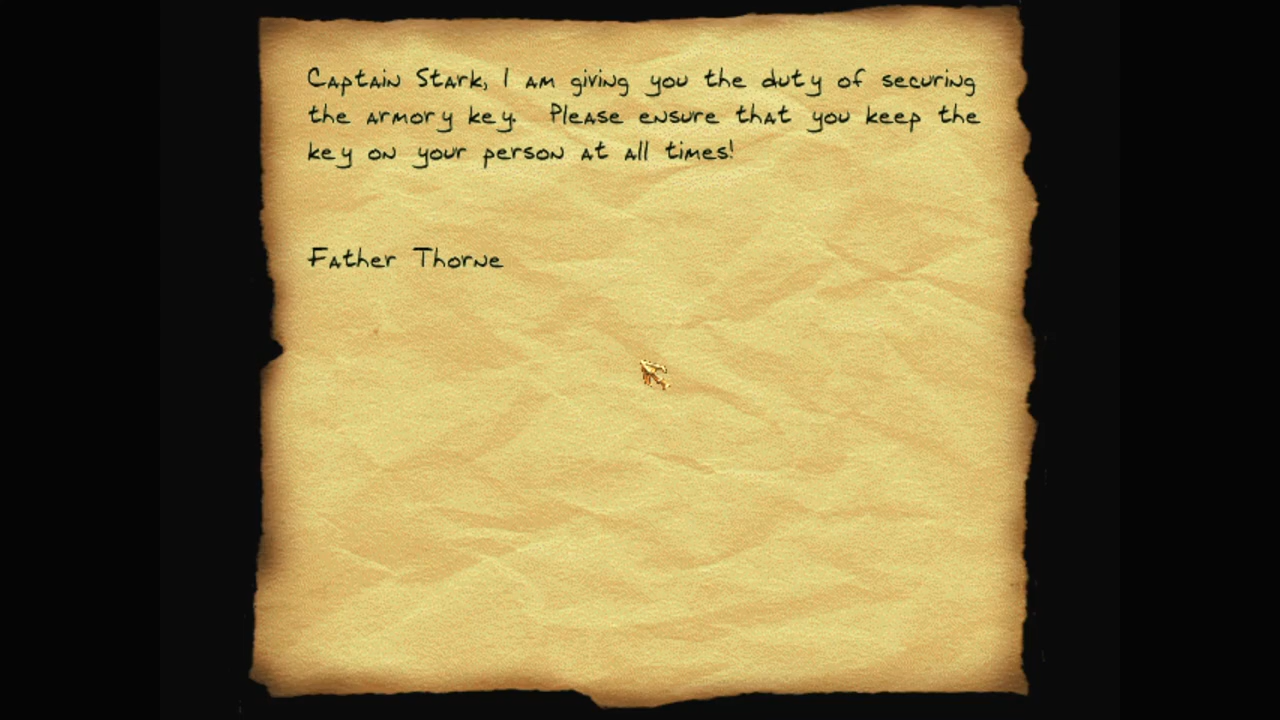 Captain Stark, I am giving you the duty of securing
the armory key.  Please ensure that you keep the
key on your person at all times!
Father Thorne